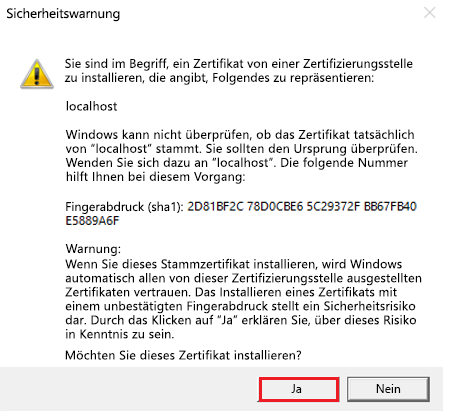 Sicherheitswarnung
Sie sind im Begriff, ein Zertifikat von einer Zertifizierungsstelle
zu installieren, die angibt, Folgendes zu repräsentieren:
localhost
Windows kann nicht überprüfen, ob das Zertifikat tatsächlich
von "localhost" stammt. Sie sollten den Ursprung überprüfen.
Wenden Sie sich dazu an "localhost". Die folgende Nummer
hilft Ihnen bei diesem Vorgang:
Fingerabdruck (sha1): 2D81BF2C 78D0CBE6 5C29372F BB67FB40
E5889A6F
Warnung:
Wenn Sie dieses Stammzertifikat installieren, wird Windows
automatisch allen von dieser Zertifizierungsstelle ausgestellten
Zertifikaten vertrauen. Das Installieren eines Zertifikats mit
einem unbestätigten Fingerabdruck stellt ein Sicherheitsrisiko
dar. Durch das Klicken auf "Ja" erklären Sie, über dieses Risiko
in Kenntnis zu sein.
Möchten Sie dieses Zertifikat installieren?
Ja
Nein